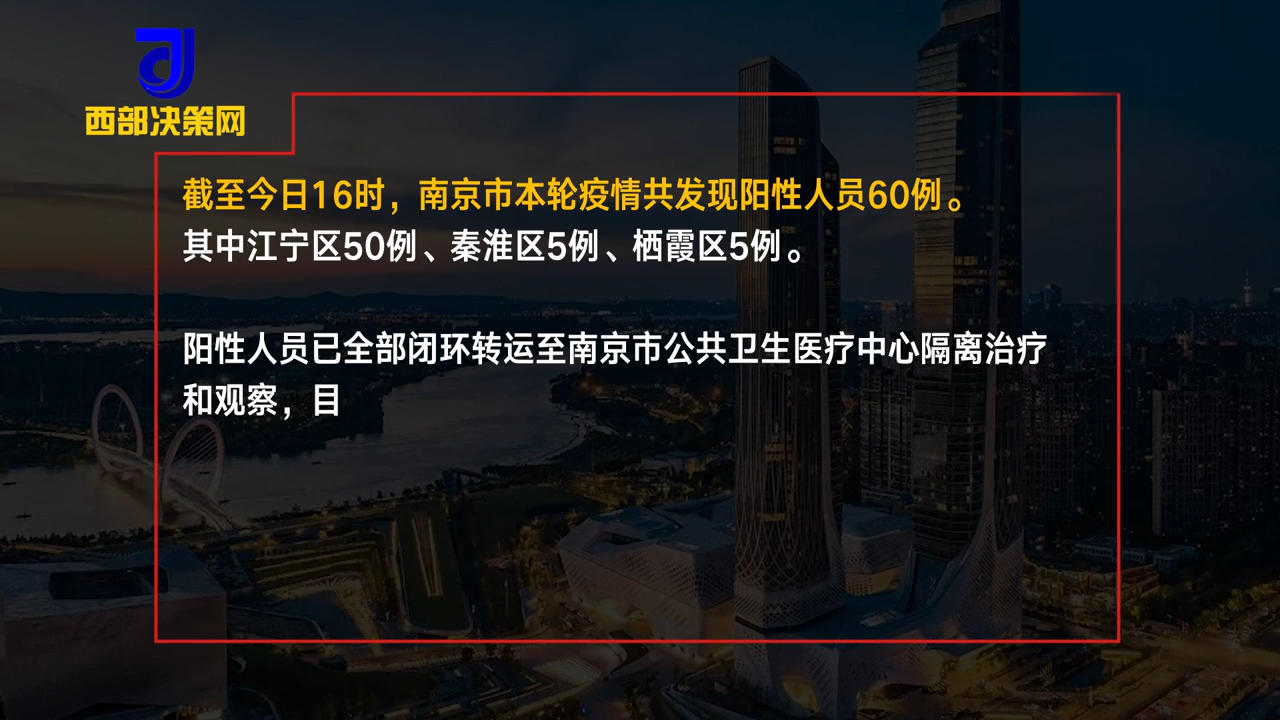 西部决策网
截至今日16时，南京市本轮疫情共发现阳性人员60例。
其中江宁区50例、秦淮区5例、栖霞区5例。
阳性人员已全部闭环转运至南京市公共卫生医疗中心隔离治疗
和观察，目